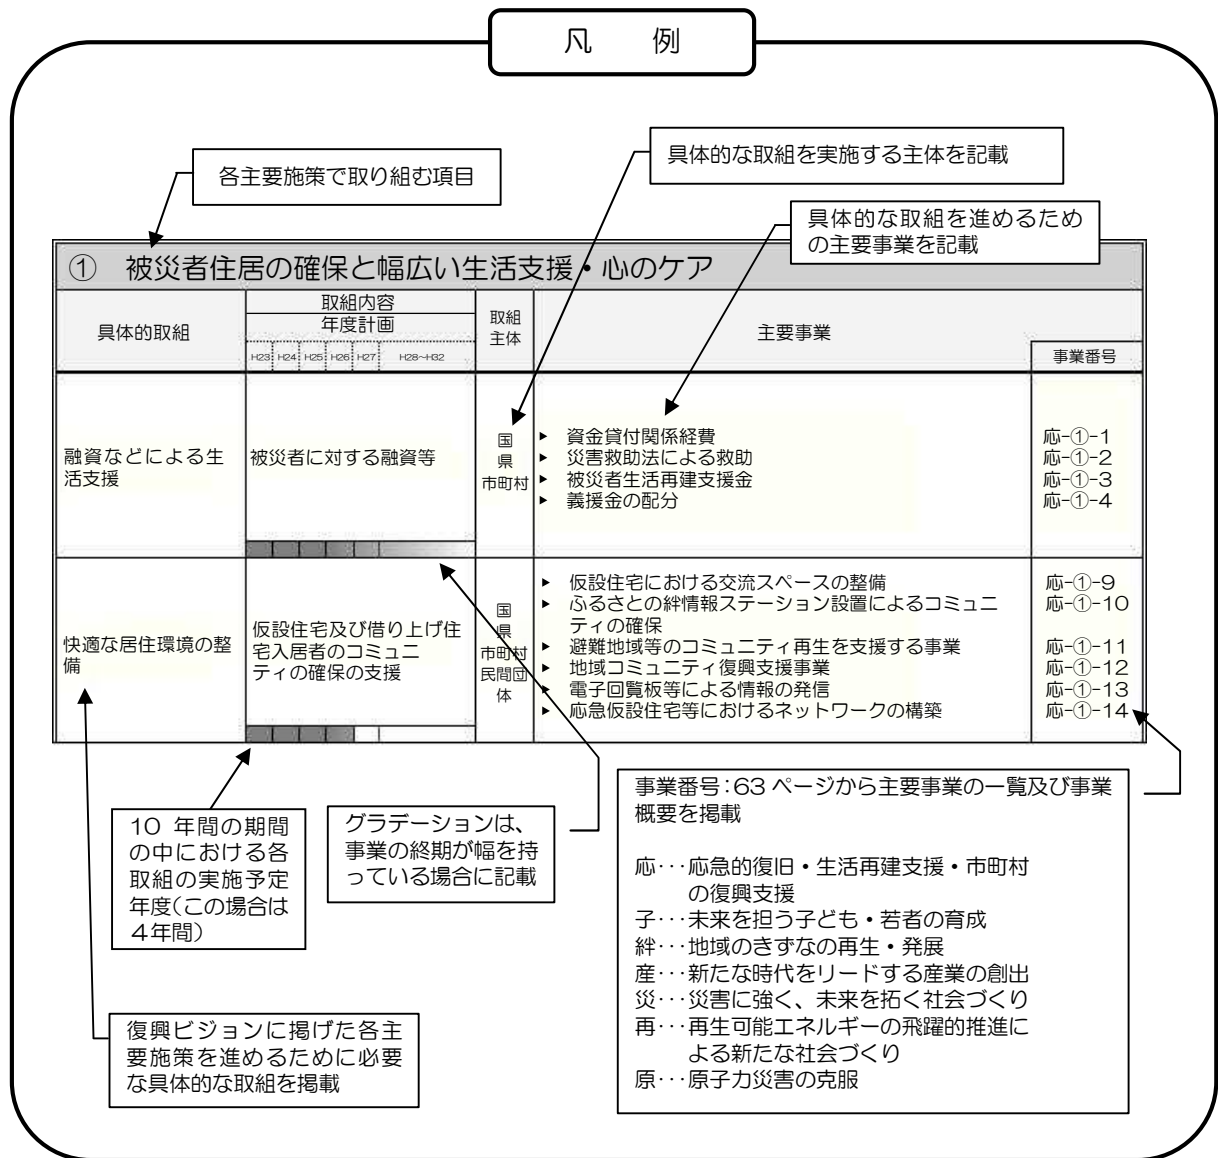 凡　例
各主要施策で取り組む項目
具体的な取組を実施する主体を記載
具体的な取組を進めるため
の主要事業を記載
① 被災者住居の確保と幅広い生活支援・心のケア
具体的取組
取組内容
年度計画
H23 H24 H25 H26 H27 H28～H32
取組
主体
主要事業
事業番号
融資などによる生
活支援
被災者に対する融資等
国
県
市町村
▶ 資金貸付関係経費 応-①-1
▶ 災害救助法による救助 応-①-2
▶ 被災者生活再建支援金 応-①-3
▶ 義援金の配分 応-①-4
快適な居住環境の整
備
仮設住宅及び借り上げ住
宅入居者のコミュニ
ティの確保の支援
国
県
市町村
民間団
体
▶ 仮設住宅における交流スペースの整備 応-①-9
▶ ふるさとの絆情報ステーション設置によるコミュニ 応-①-10
ティの確保
▶ 避難地域等のコミュニティ再生を支援する事業 応-①-11
▶ 地域コミュニティ復興支援事業 応-①-12
▶ 電子回覧板等による情報の発信 応-①-13
▶ 応急仮設住宅等におけるネットワークの構築 応-①-14
10 年間の期間
の中における各
取組の実施予定
年度(この場合は
４年間)
グラデーションは、
事業の終期が幅を持
っている場合に記載
復興ビジョンに掲げた各主
要施策を進めるために必要
な具体的な取組を掲載
事業番号：63 ページから主要事業の一覧及び事業
概要を掲載
応･･･応急的復旧・生活再建支援・市町村
の復興支援
子･･･未来を担う子ども・若者の育成
絆･･･地域のきずなの再生・発展
産･･･新たな時代をリードする産業の創出
災･･･災害に強く、未来を拓く社会づくり
再･･･再生可能エネルギーの飛躍的推進に
よる新たな社会づくり
原･･･原子力災害の克服